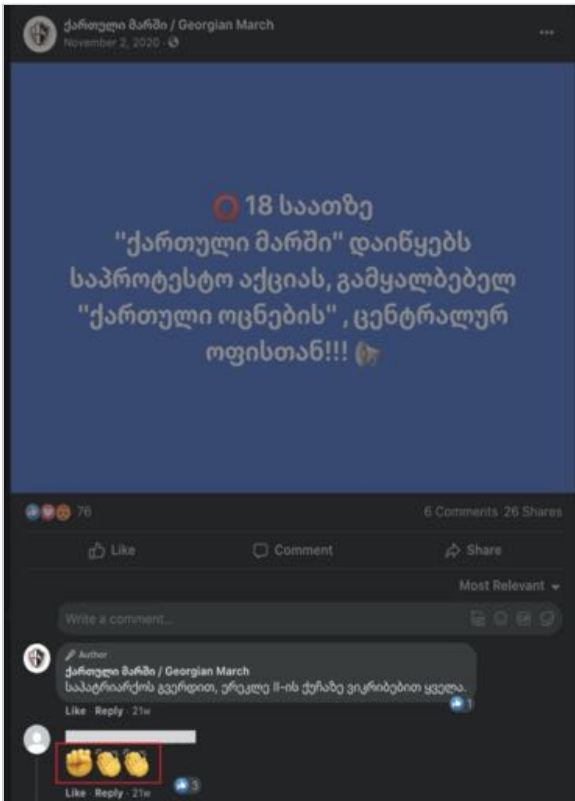 ქართული მარში / Georgian March
November 2, 2020
18 საათზე
"ქართული მარში" დაიწყებს
საპროტესტო აქციას, გამყალბებელ
"ქართული ოცნების" , ცენტრალურ
ოფისთან!!!
76
6 Comments 26 Shares
Like Comment Share
Most Relevant
Write a comment...
Author
ქართული მარში / Georgian March
საპატრიარქოს გვერდით, ერეკლე II-ის ქუჩაზე ვიკრიბებით ყველა.
Like · Reply · 21w
1
3
Like · Reply · 21w